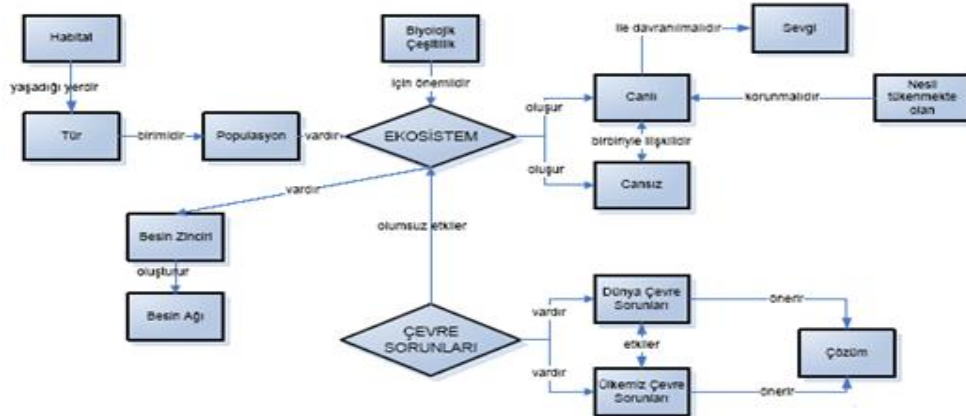 Habitat
Biyolojik
Çeşitlilik
ile davranılmalıdır
Sevgi
yaşadığı yerdir
için önemlidir
oluşur
Canlı
korunmalıdır
Nesli
tükenmekte
olan
Tür
birimidir
Populasyon
vardır
EKOSİSTEM
birbiriyle ilişkilidir
oluşur
Cansız
vardır
Besin Zinciri
olumsuz etkiler
oluşturur
Besin Ağı
Dünya Çevre
Sorunları
önerir
vardır
ÇEVRE
SORUNLARI
etkiler
Çözüm
vardır
Ülkemiz Çevre
Sorunları
önerir